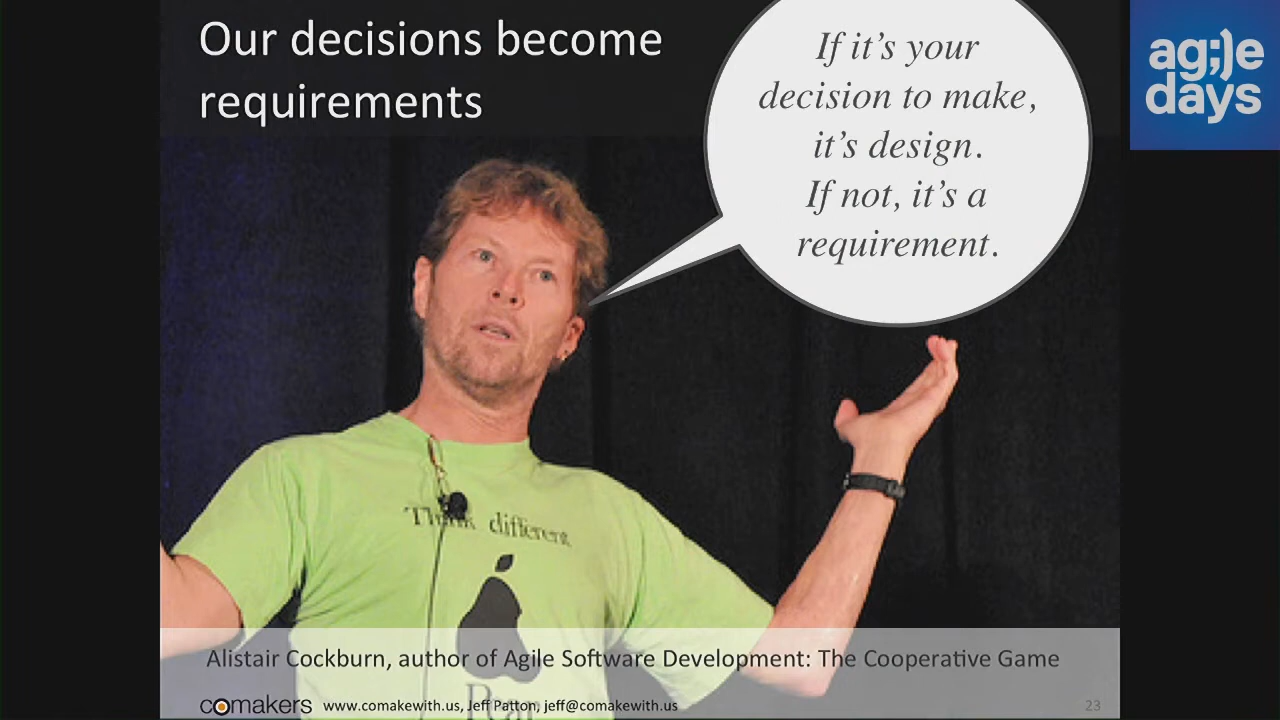 Our decisions become
requirements
If it’s your
decision to make,
it’s design.
If not, it’s a
requirement.
ag;)e
days
Think different
Pear
Alistair Cockburn, author of Agile Software Development: The Cooperative Game
comakers www.comakewith.us, Jeff Patton, jeff@comakewith.us
23